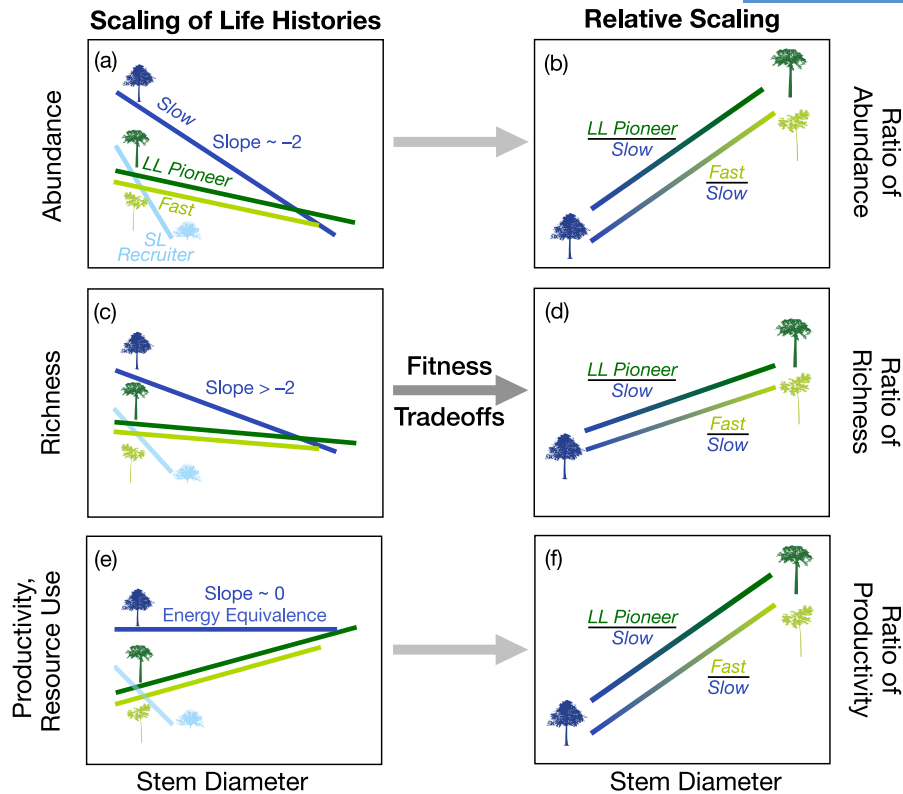 Scaling of Life Histories
Relative Scaling
Abundance
(a)
Slow
Slope ~ −2
LL Pioneer
Fast
SL
Recruiter
(b)
LL Pioneer
Slow
Fast
Slow
Ratio of
Abundance
Richness
(c)
Slope > −2
Fitness
Tradeoffs
(d)
LL Pioneer
Slow
Fast
Slow
Ratio of
Richness
Productivity,
Resource Use
(e)
Slope ~ 0
Energy Equivalence
(f)
LL Pioneer
Slow
Fast
Slow
Ratio of
Productivity
Stem Diameter
Stem Diameter